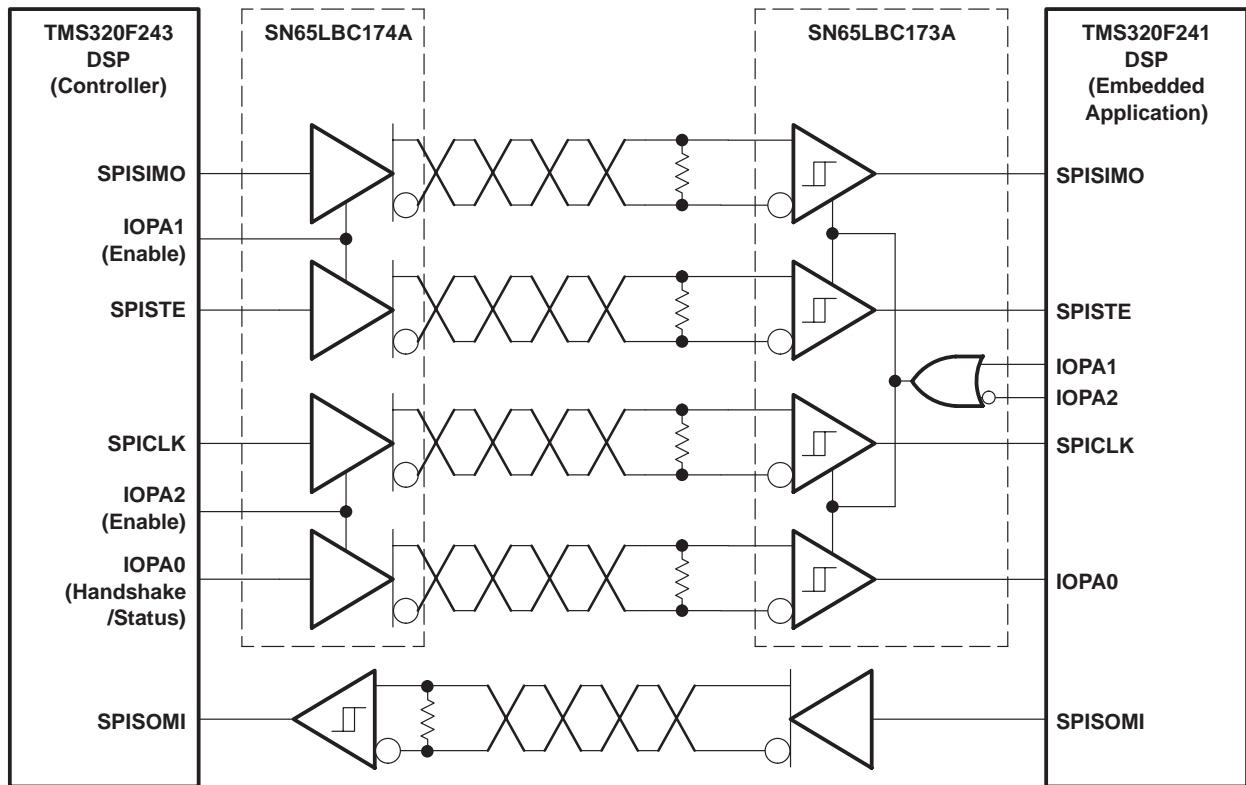 TMS320F243
DSP
(Controller)
SN65LBC174A
SN65LBC173A
TMS320F241
DSP
(Embedded
Application)
SPISIMO
IOPA1
(Enable)
SPISTE
SPICLK
IOPA2
(Enable)
IOPA0
(Handshake
/Status)
SPISOMI
SPISIMO
SPISTE
IOPA1
IOPA2
SPICLK
IOPA0
SPISOMI